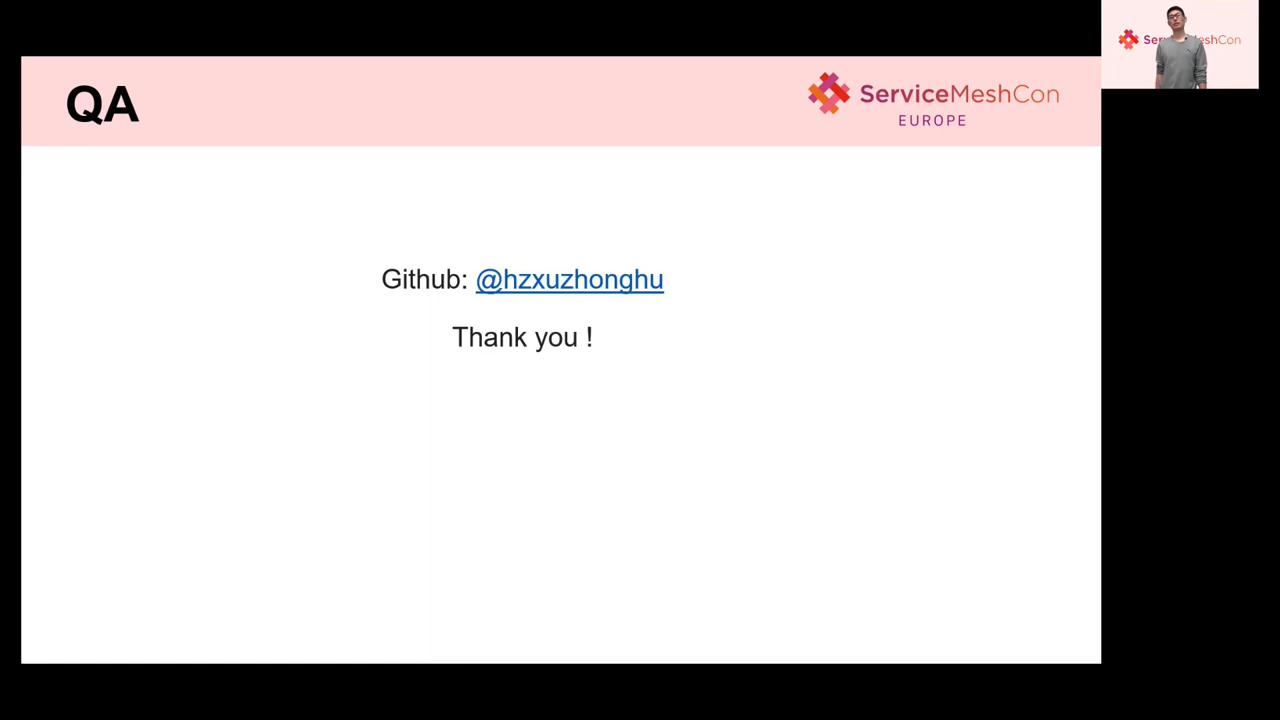 QA
ServiceMeshCon
EUROPE
Github: @hzxuzhonghu
Thank you !